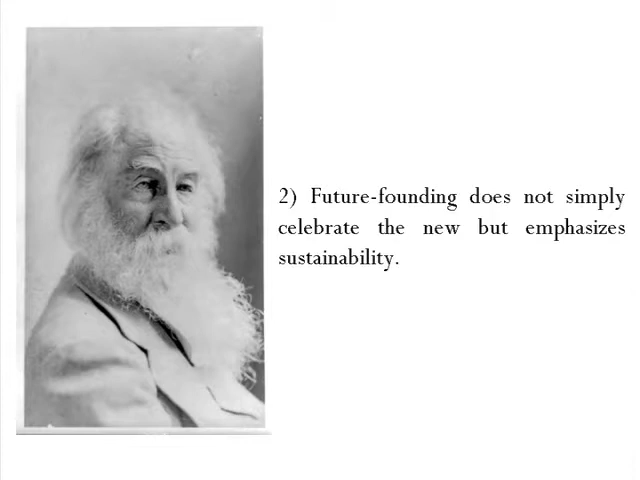 2) Future-founding does not simply
celebrate the new but emphasizes
sustainability.